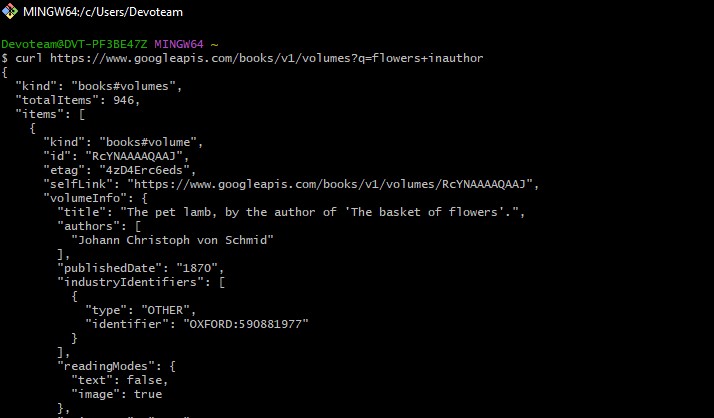 MINGW64:/c/Users/Devoteam
Devoteam@DVT-PF3BE47Z MINGW64 ~
$ curl https://www.googleapis.com/books/v1/volumes?q=flowers+inauthor
{
  "kind": "books#volumes",
  "totalItems": 946,
  "items": [
    {
      "kind": "books#volume",
      "id": "RcYNAAAAQAAJ",
      "etag": "4zD4Erc6eds",
      "selfLink": "https://www.googleapis.com/books/v1/volumes/RcYNAAAAQAAJ",
      "volumeInfo": {
        "title": "The pet lamb, by the author of 'The basket of flowers'.",
        "authors": [
          "Johann Christoph von Schmid"
        ],
        "publishedDate": "1870",
        "industryIdentifiers": [
          {
            "type": "OTHER",
            "identifier": "OXFORD:590881977"
          }
        ],
        "readingModes": {
          "text": false,
          "image": true
        },